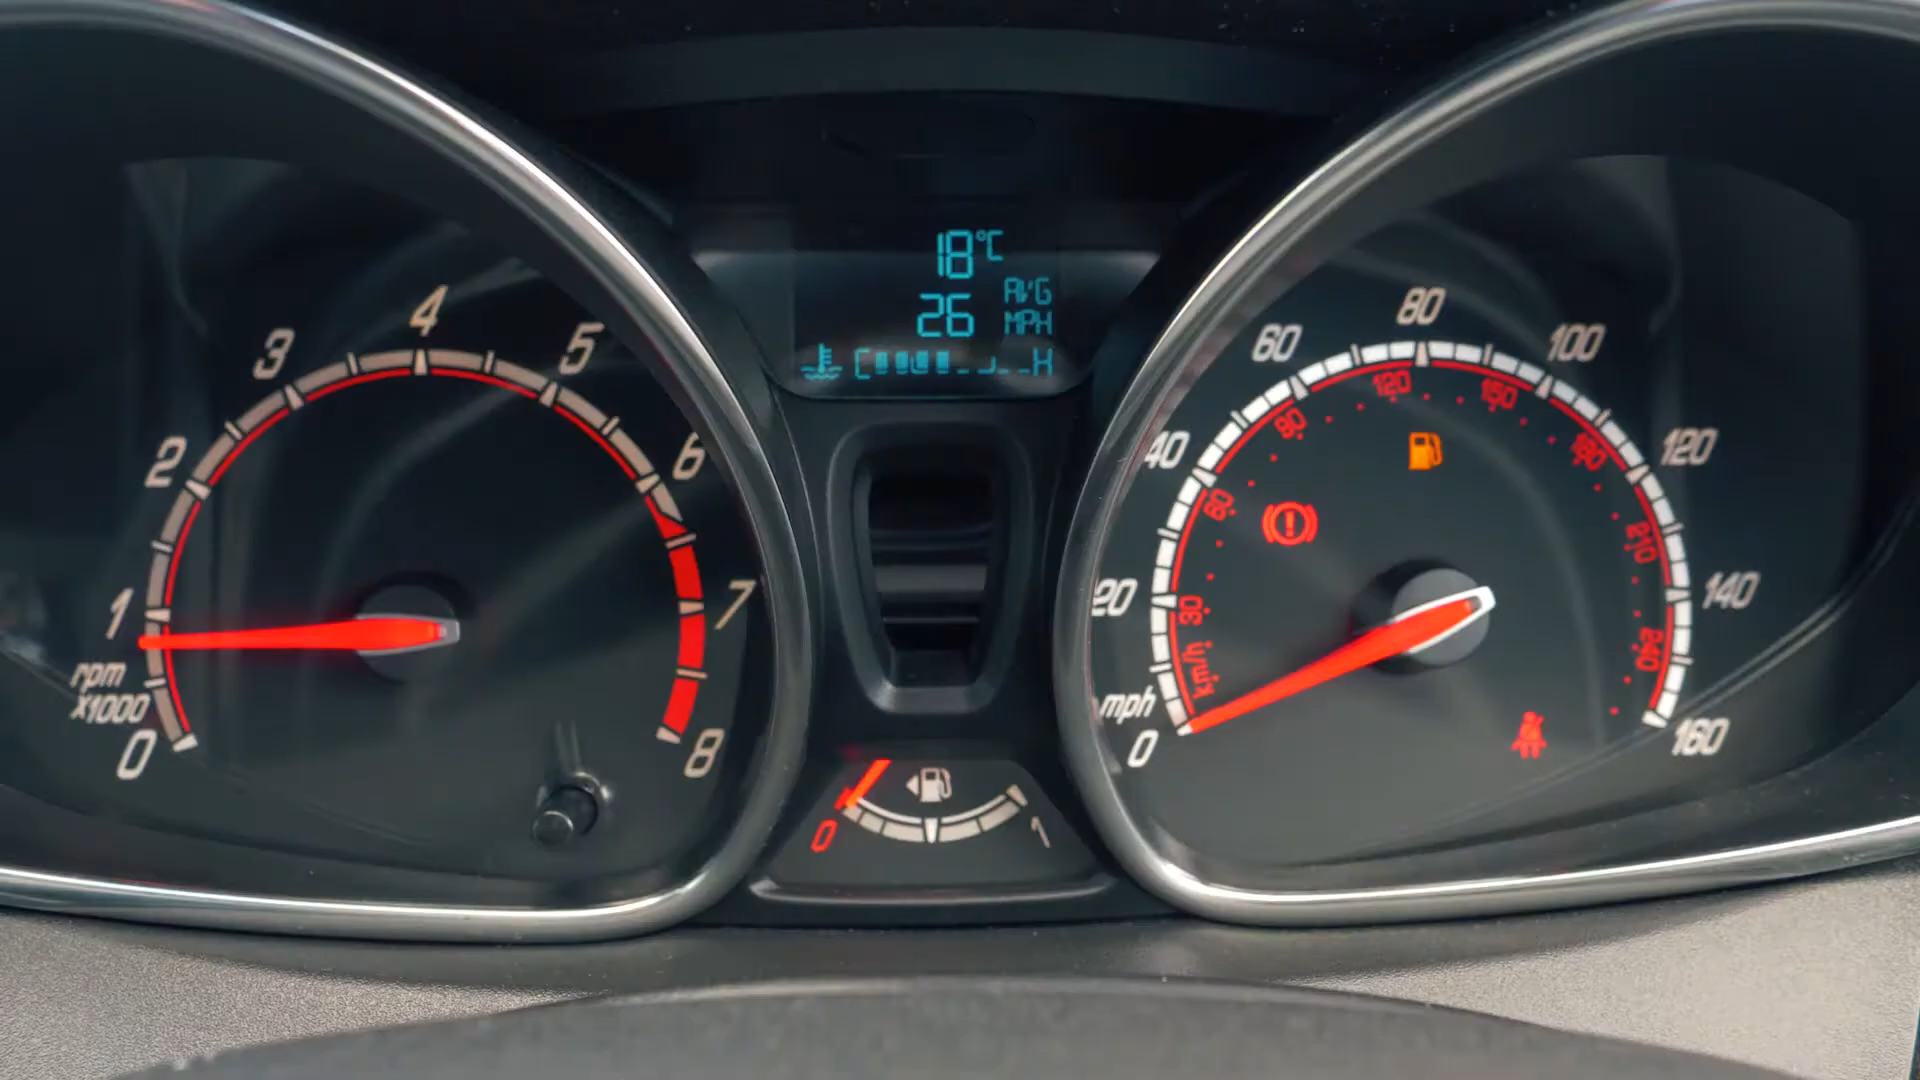 18°C
26 AVG MPH
C H
0 1 2 3 4 5 6 7 8
rpm
x1000
0 20 40 60 80 100 120 140 160
mph
30 60 90 120 150 180 210 240
km/h
0 1